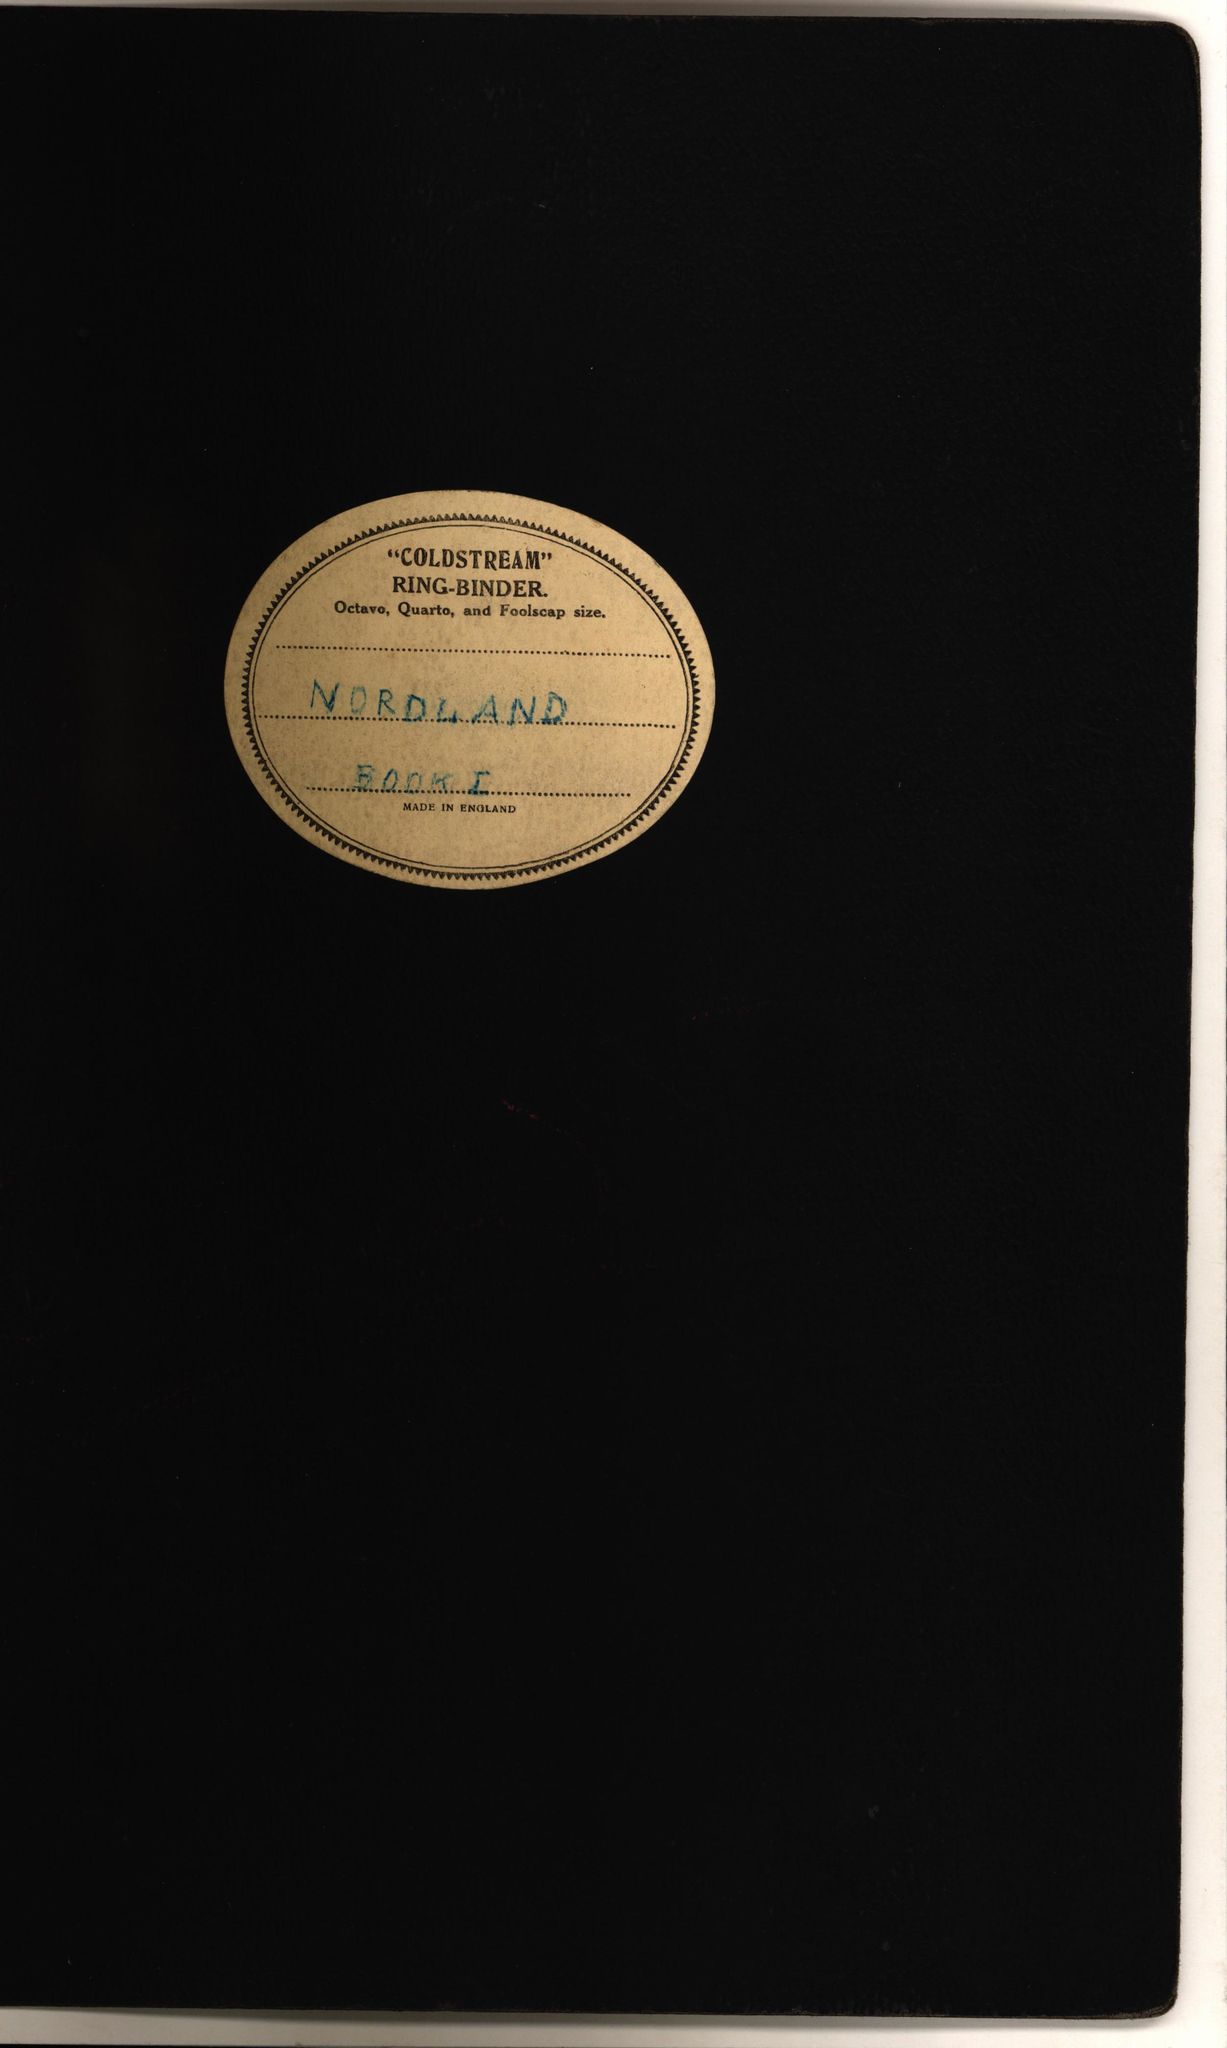 “COLDSTREAM”
RING-BINDER.
Octavo, Quarto, and Foolscap size.
NORDLAND
BOOK I
MADE IN ENGLAND